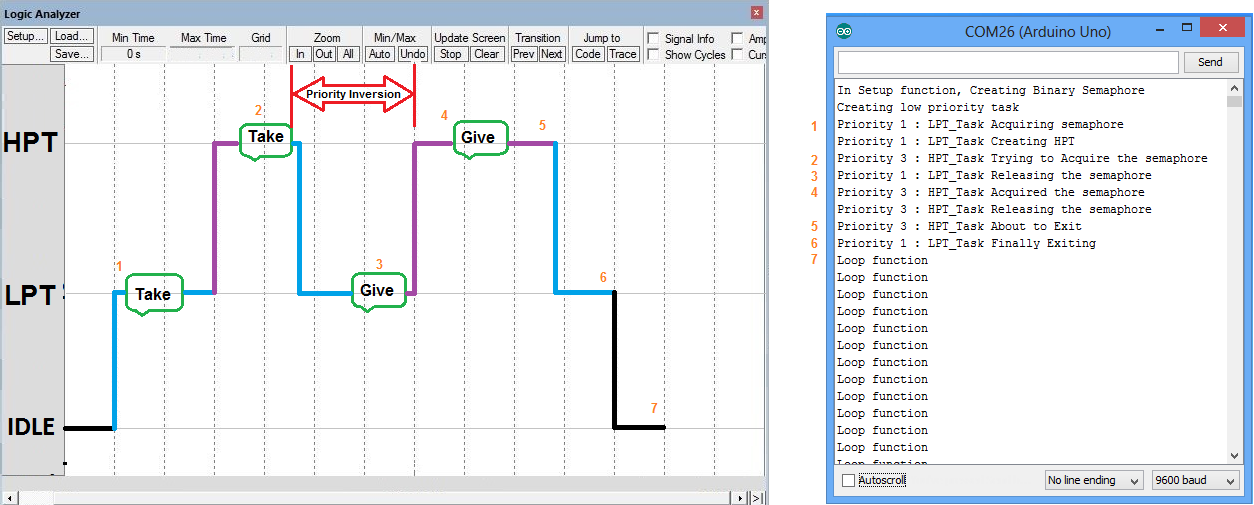 Logic Analyzer
Setup... Load... Min Time Max Time Grid Zoom Min/Max Update Screen Transition Jump to Signal Info
Save... 0 s In Out All Auto Undo Stop Clear Prev Next Code Trace Show Cycles
Priority Inversion
2 4 5
HPT Take Give
1 3 6
LPT Take Give
7
IDLE
COM26 (Arduino Uno)
Send
In Setup function, Creating Binary Semaphore
Creating low priority task
1 Priority 1 : LPT_Task Acquiring semaphore
Priority 1 : LPT_Task Creating HPT
2 Priority 3 : HPT_Task Trying to Acquire the semaphore
3 Priority 1 : LPT_Task Releasing the semaphore
4 Priority 3 : HPT_Task Acquired the semaphore
Priority 3 : HPT_Task Releasing the semaphore
5 Priority 3 : HPT_Task About to Exit
6 Priority 1 : LPT_Task Finally Exiting
7 Loop function
Loop function
Loop function
Loop function
Loop function
Loop function
Loop function
Loop function
Loop function
Loop function
Loop function
Loop function
Loop function
Autoscroll No line ending 9600 baud